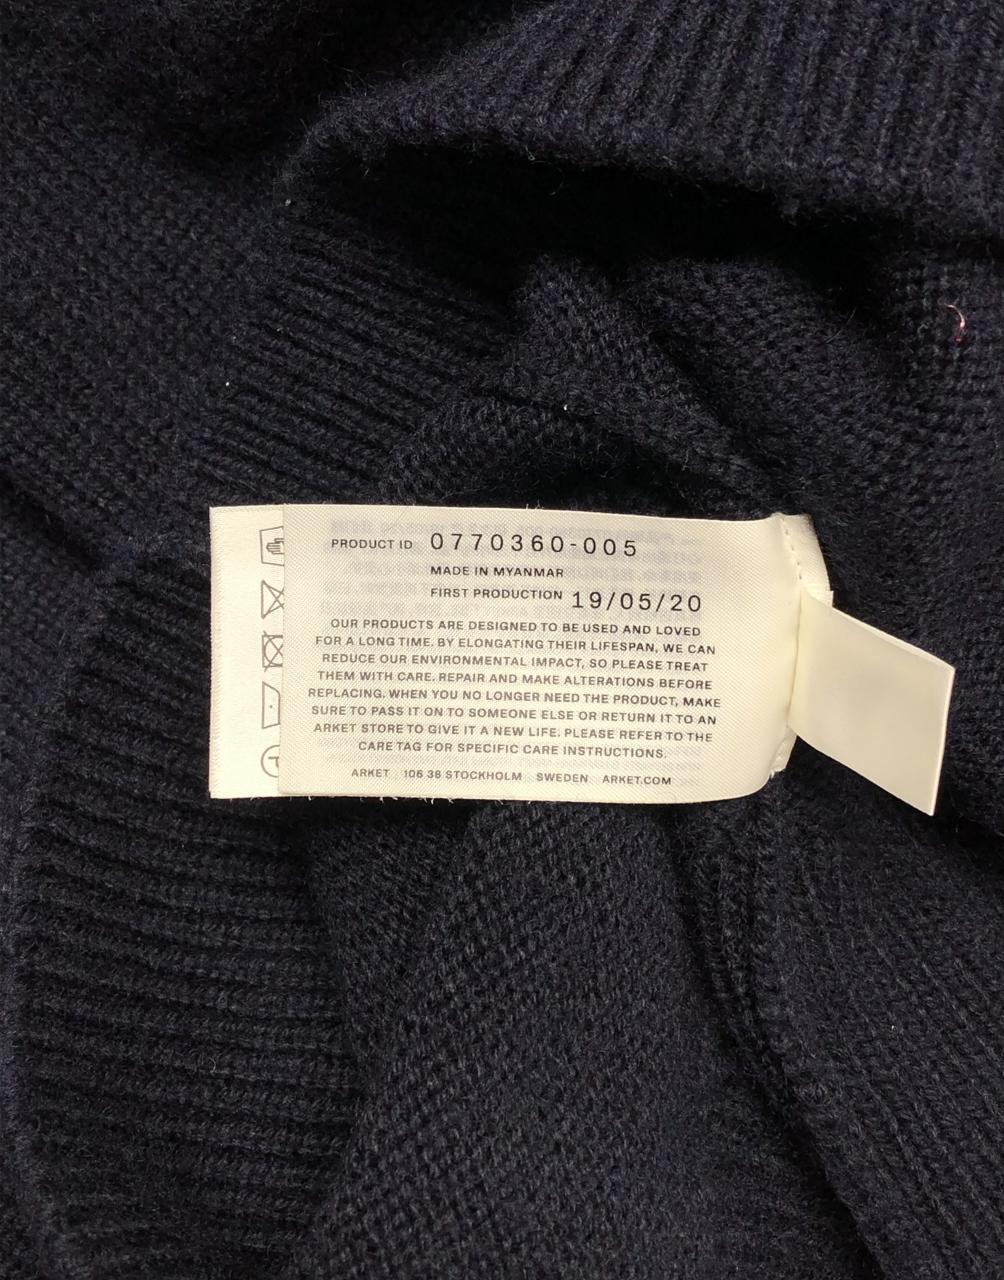 PRODUCT ID 0770360-005
MADE IN MYANMAR
FIRST PRODUCTION 19/05/20
OUR PRODUCTS ARE DESIGNED TO BE USED AND LOVED
FOR A LONG TIME. BY ELONGATING THEIR LIFESPAN, WE CAN
REDUCE OUR ENVIRONMENTAL IMPACT, SO PLEASE TREAT
THEM WITH CARE. REPAIR AND MAKE ALTERATIONS BEFORE
REPLACING. WHEN YOU NO LONGER NEED THE PRODUCT, MAKE
SURE TO PASS IT ON TO SOMEONE ELSE OR RETURN IT TO AN
ARKET STORE TO GIVE IT A NEW LIFE. PLEASE REFER TO THE
CARE TAG FOR SPECIFIC CARE INSTRUCTIONS.
ARKET 106 38 STOCKHOLM SWEDEN ARKET.COM